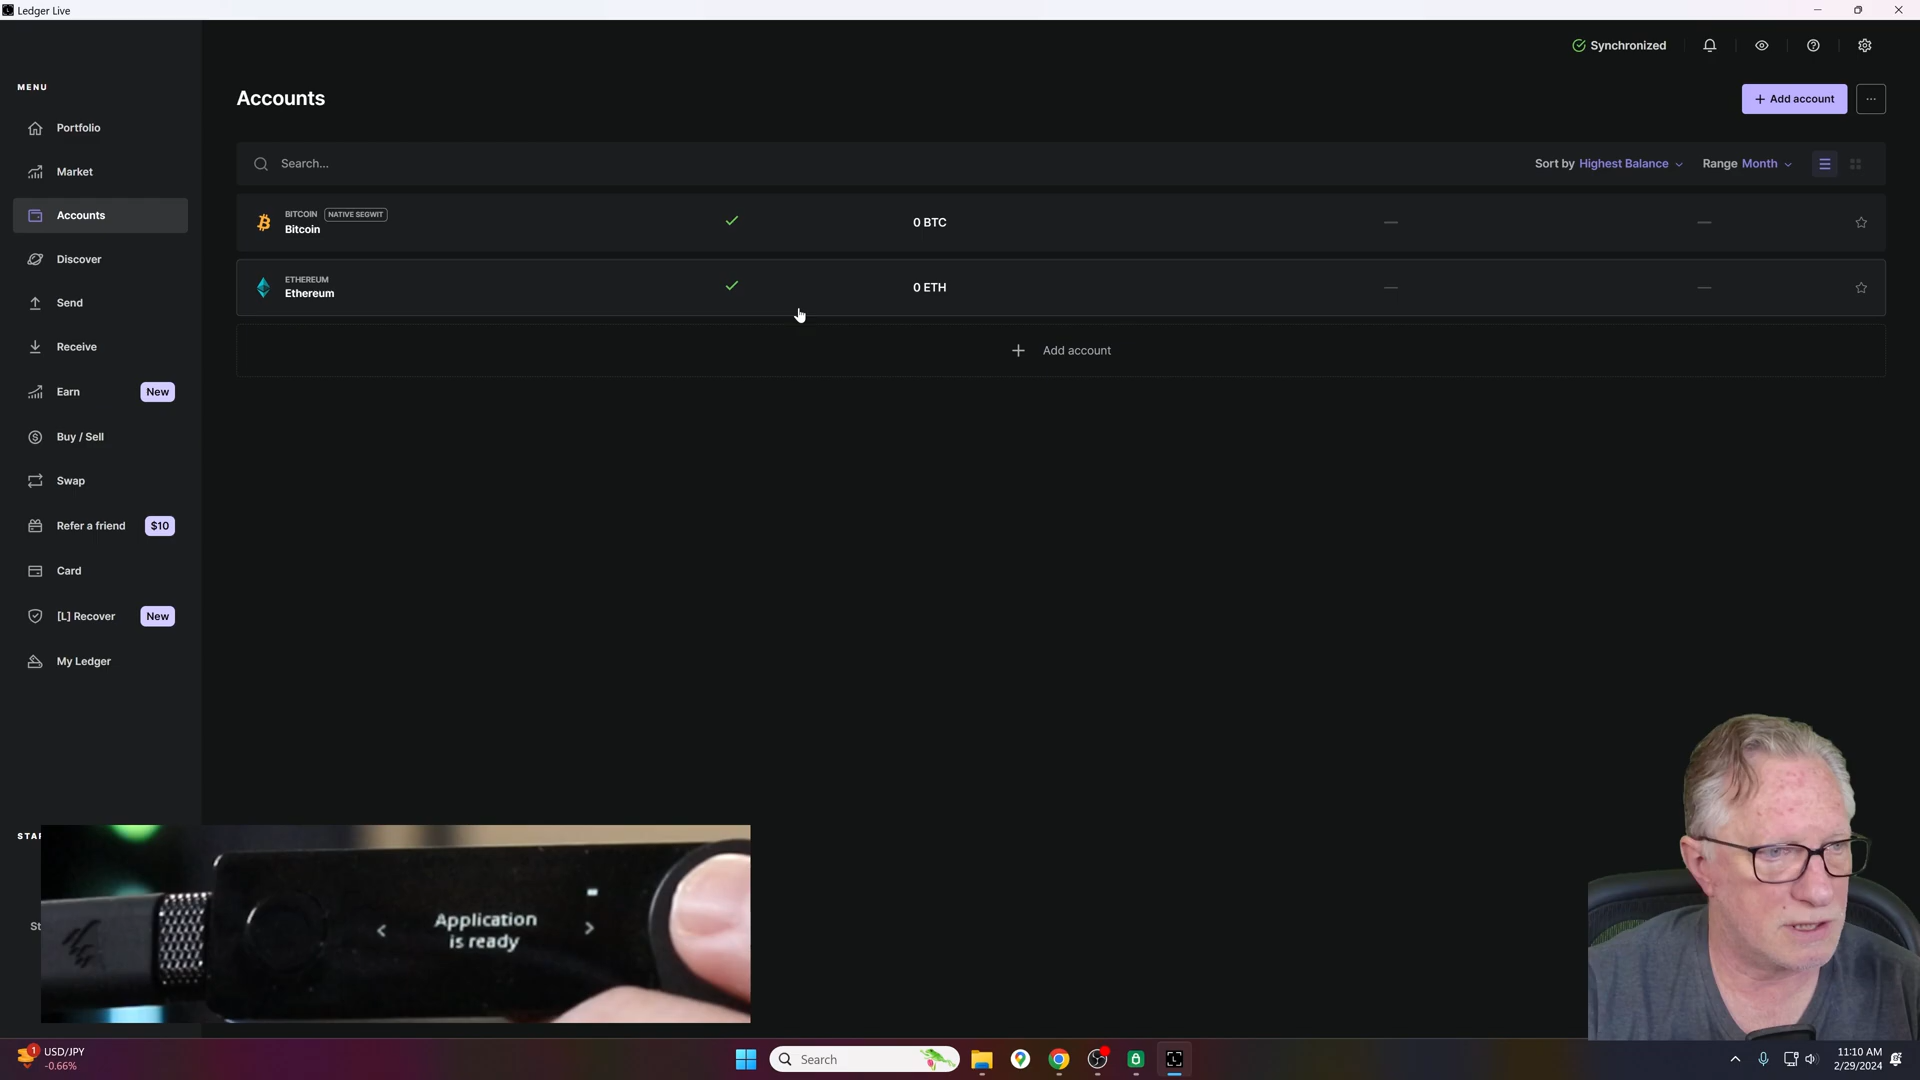 Ledger Live
Synchronized
MENU
Portfolio
Market
Accounts
Discover
Send
Receive
Earn New
Buy / Sell
Swap
Refer a friend $10
Card
[L] Recover New
My Ledger
Accounts
+ Add account
...
Search...
Sort by Highest Balance
Range Month
BITCOIN NATIVE SEGWIT
Bitcoin
0 BTC
—
—
ETHEREUM
Ethereum
0 ETH
—
—
+ Add account
STAR
St
< Application >
is ready
1
USD/JPY
-0.66%
Search
11:10 AM
2/29/2024